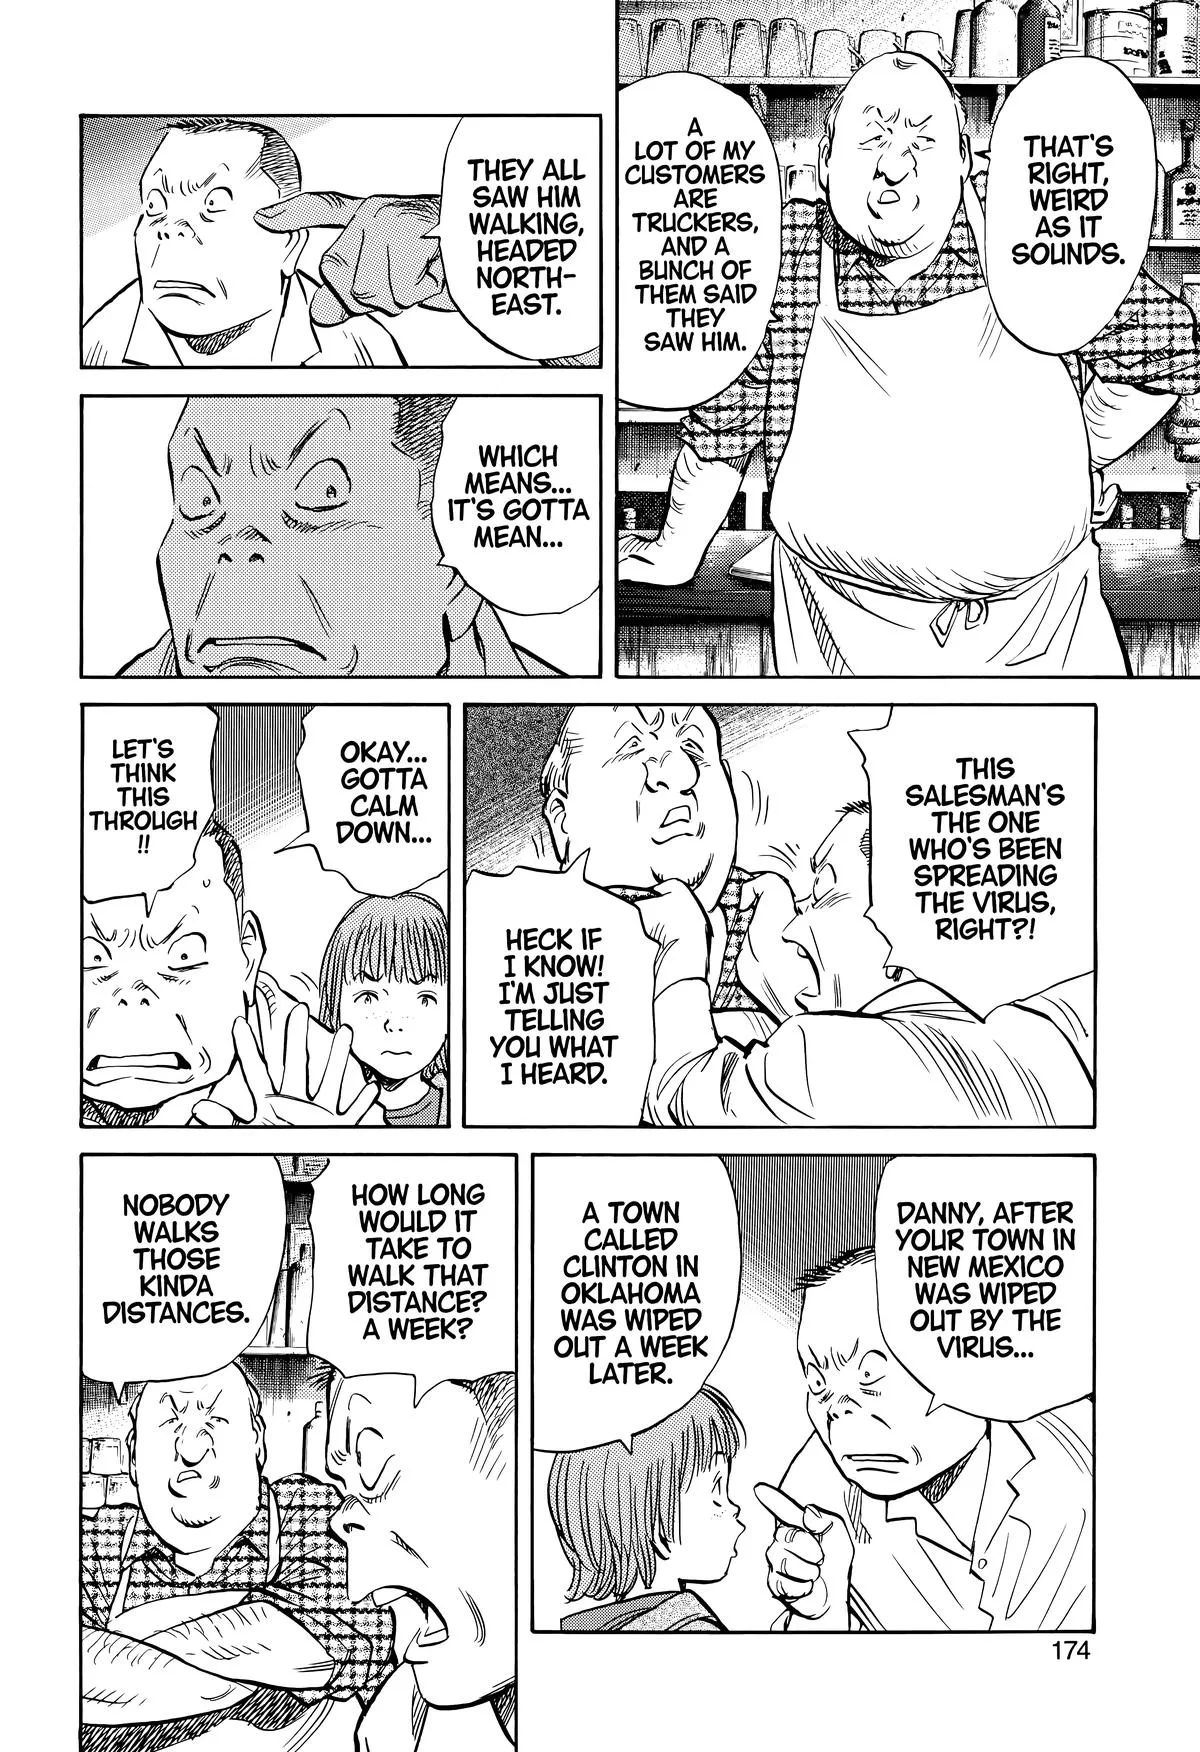 THAT'S
RIGHT,
WEIRD
AS IT
SOUNDS.
A
LOT OF MY
CUSTOMERS
ARE
TRUCKERS,
AND A
BUNCH OF
THEM SAID
THEY
SAW HIM.
THEY ALL
SAW HIM
WALKING,
HEADED
NORTH-
EAST.
WHICH
MEANS...
IT'S GOTTA
MEAN...
THIS
SALESMAN'S
THE ONE
WHO'S BEEN
SPREADING
THE VIRUS,
RIGHT?!
HECK IF
I KNOW!
I'M JUST
TELLING
YOU WHAT
I HEARD.
OKAY...
GOTTA
CALM
DOWN...
LET'S
THINK
THIS
THROUGH
!!
DANNY, AFTER
YOUR TOWN IN
NEW MEXICO
WAS WIPED
OUT BY THE
VIRUS...
A TOWN
CALLED
CLINTON IN
OKLAHOMA
WAS WIPED
OUT A WEEK
LATER.
HOW LONG
WOULD IT
TAKE TO
WALK THAT
DISTANCE?
A WEEK?
NOBODY
WALKS
THOSE
KINDA
DISTANCES.
174